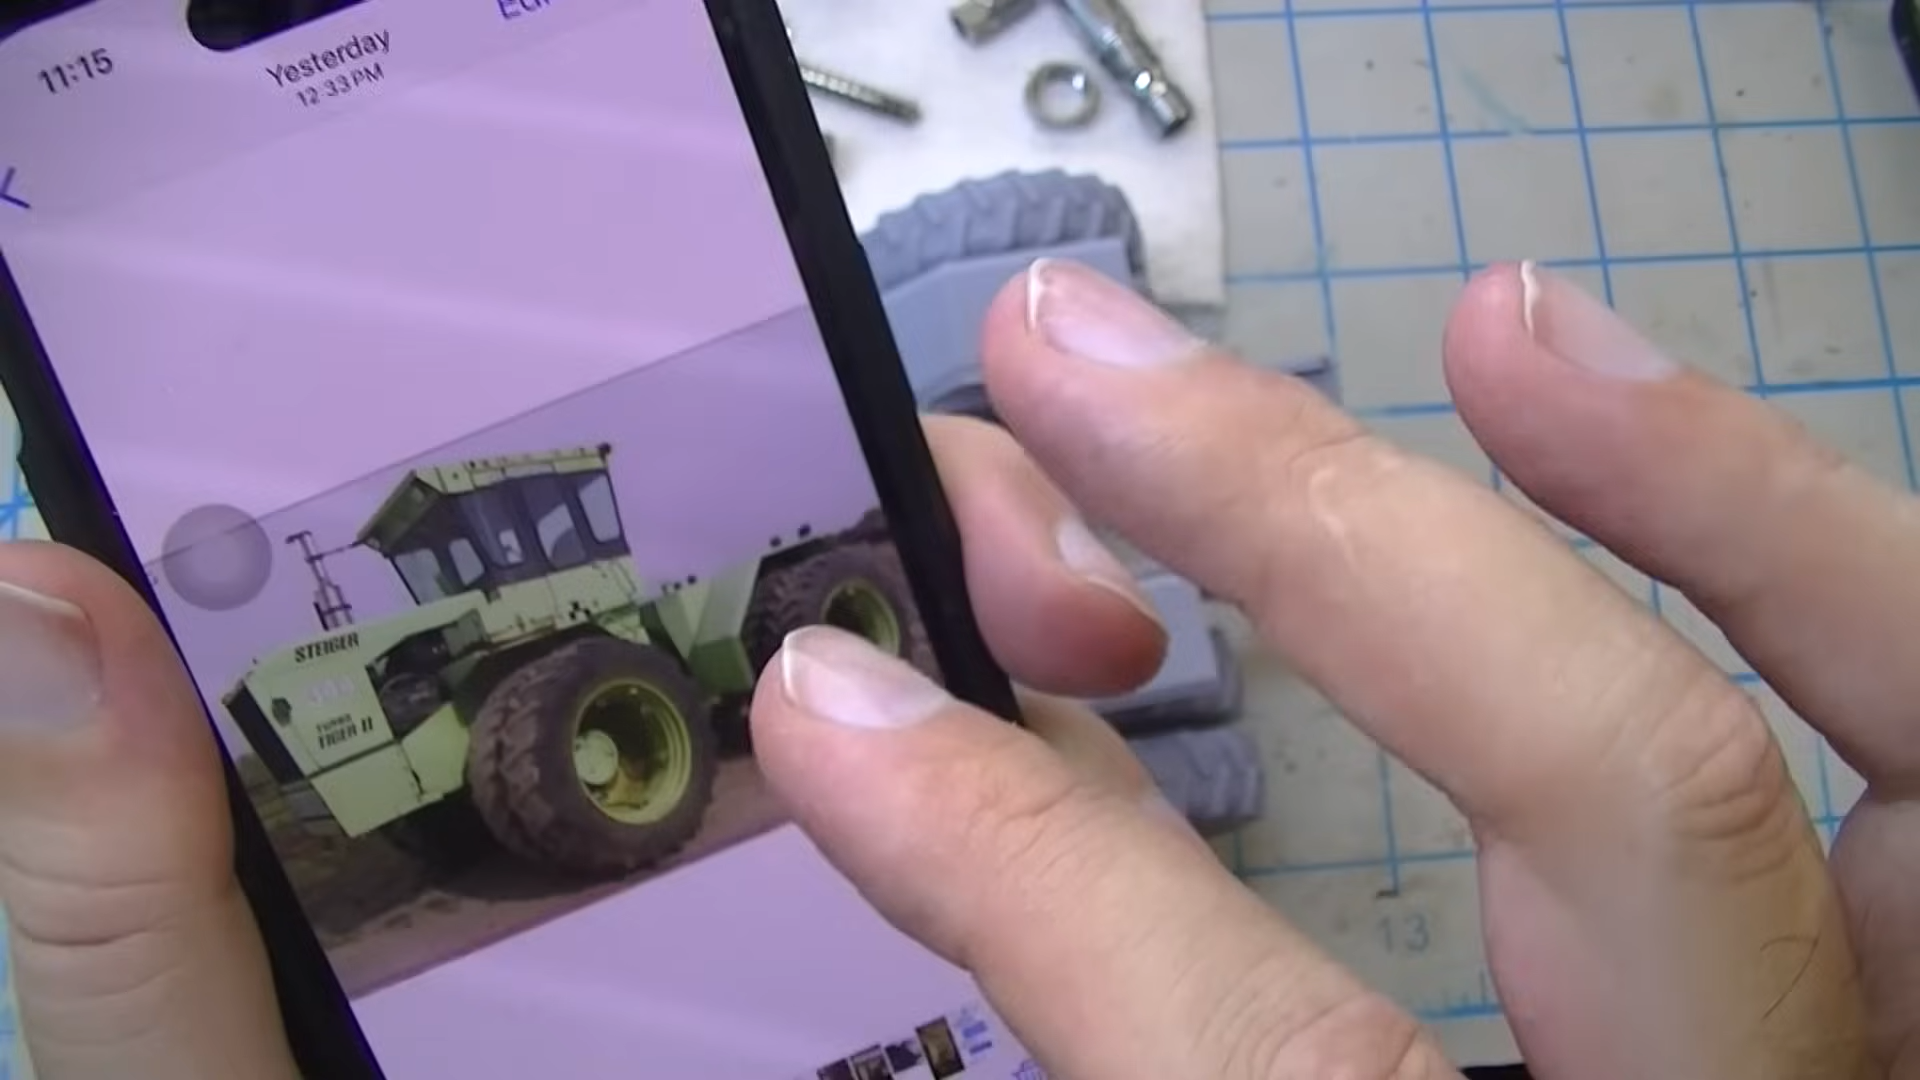 11:15
Yesterday
12:33 PM
STEIGER
TURBO
TIGER II
13